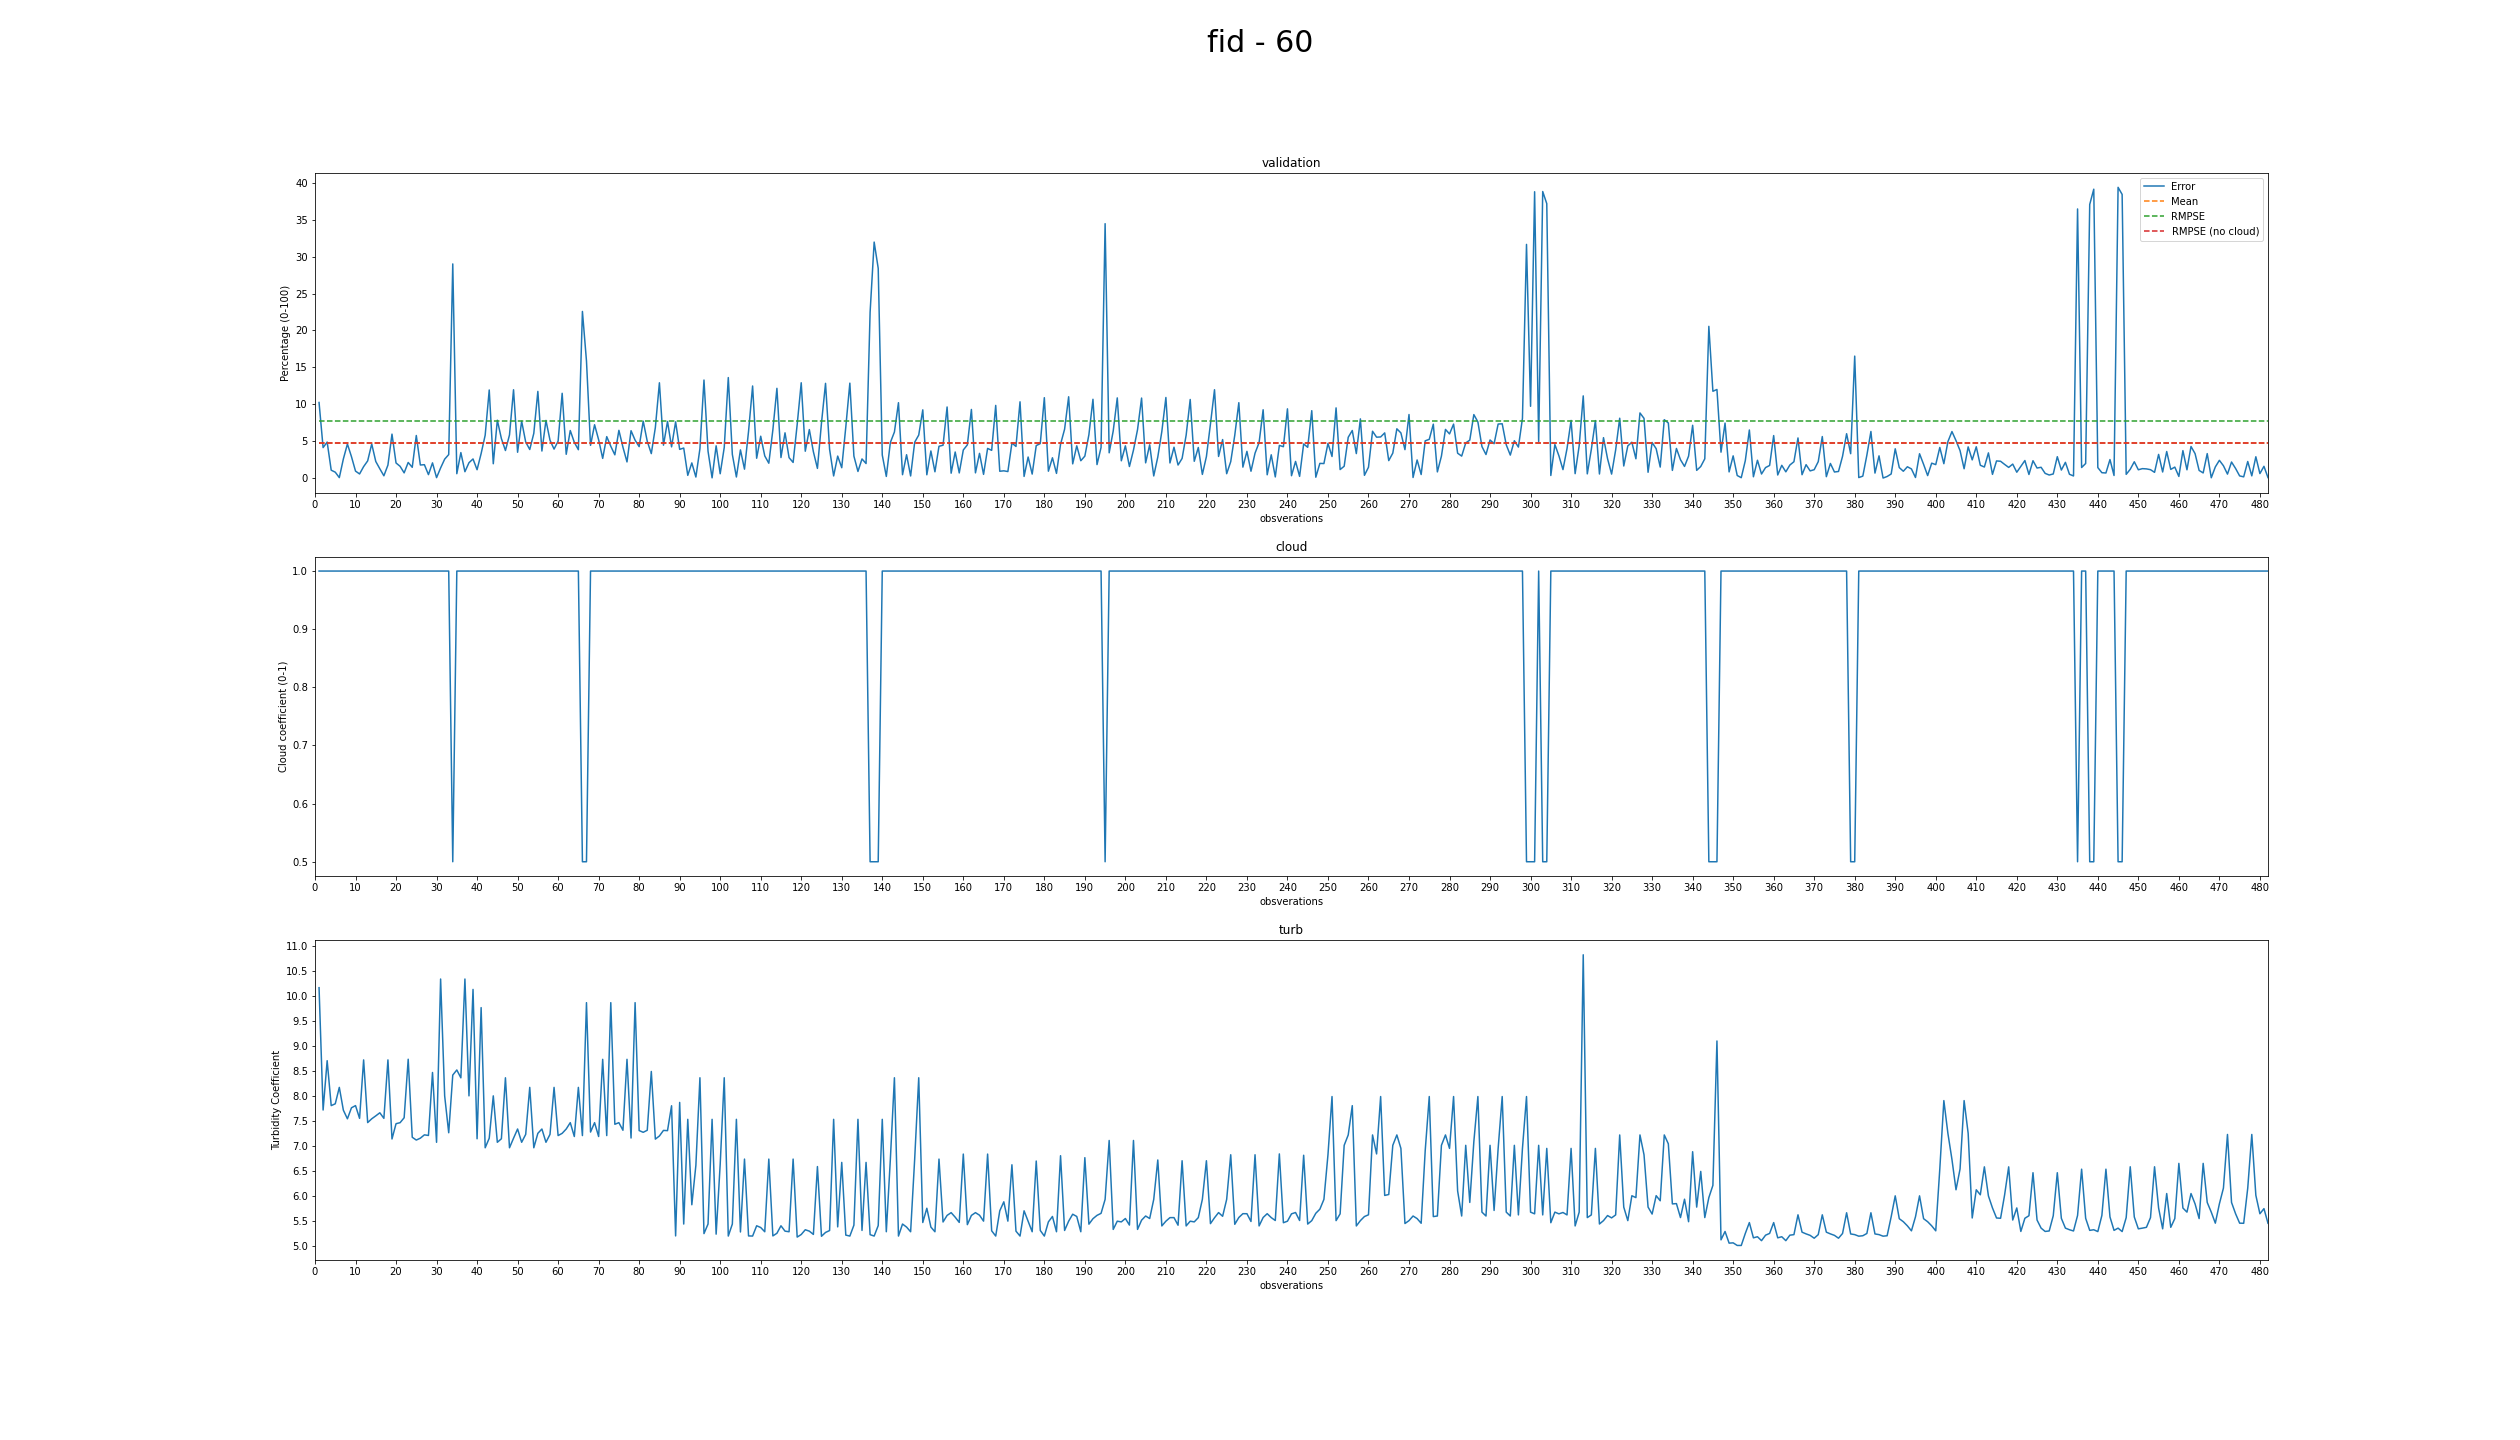 fid - 60
validation
Percentage (0-100)
40
35
30
25
20
15
10
5
0
Error
Mean
RMPSE
RMPSE (no cloud)
0 10 20 30 40 50 60 70 80 90 100 110 120 130 140 150 160 170 180 190 200 210 220 230 240 250 260 270 280 290 300 310 320 330 340 350 360 370 380 390 400 410 420 430 440 450 460 470 480
obsverations
cloud
Cloud coefficient (0-1)
1.0
0.9
0.8
0.7
0.6
0.5
0 10 20 30 40 50 60 70 80 90 100 110 120 130 140 150 160 170 180 190 200 210 220 230 240 250 260 270 280 290 300 310 320 330 340 350 360 370 380 390 400 410 420 430 440 450 460 470 480
obsverations
turb
Turbidity Coefficient
11.0
10.5
10.0
9.5
9.0
8.5
8.0
7.5
7.0
6.5
6.0
5.5
5.0
0 10 20 30 40 50 60 70 80 90 100 110 120 130 140 150 160 170 180 190 200 210 220 230 240 250 260 270 280 290 300 310 320 330 340 350 360 370 380 390 400 410 420 430 440 450 460 470 480
obsverations